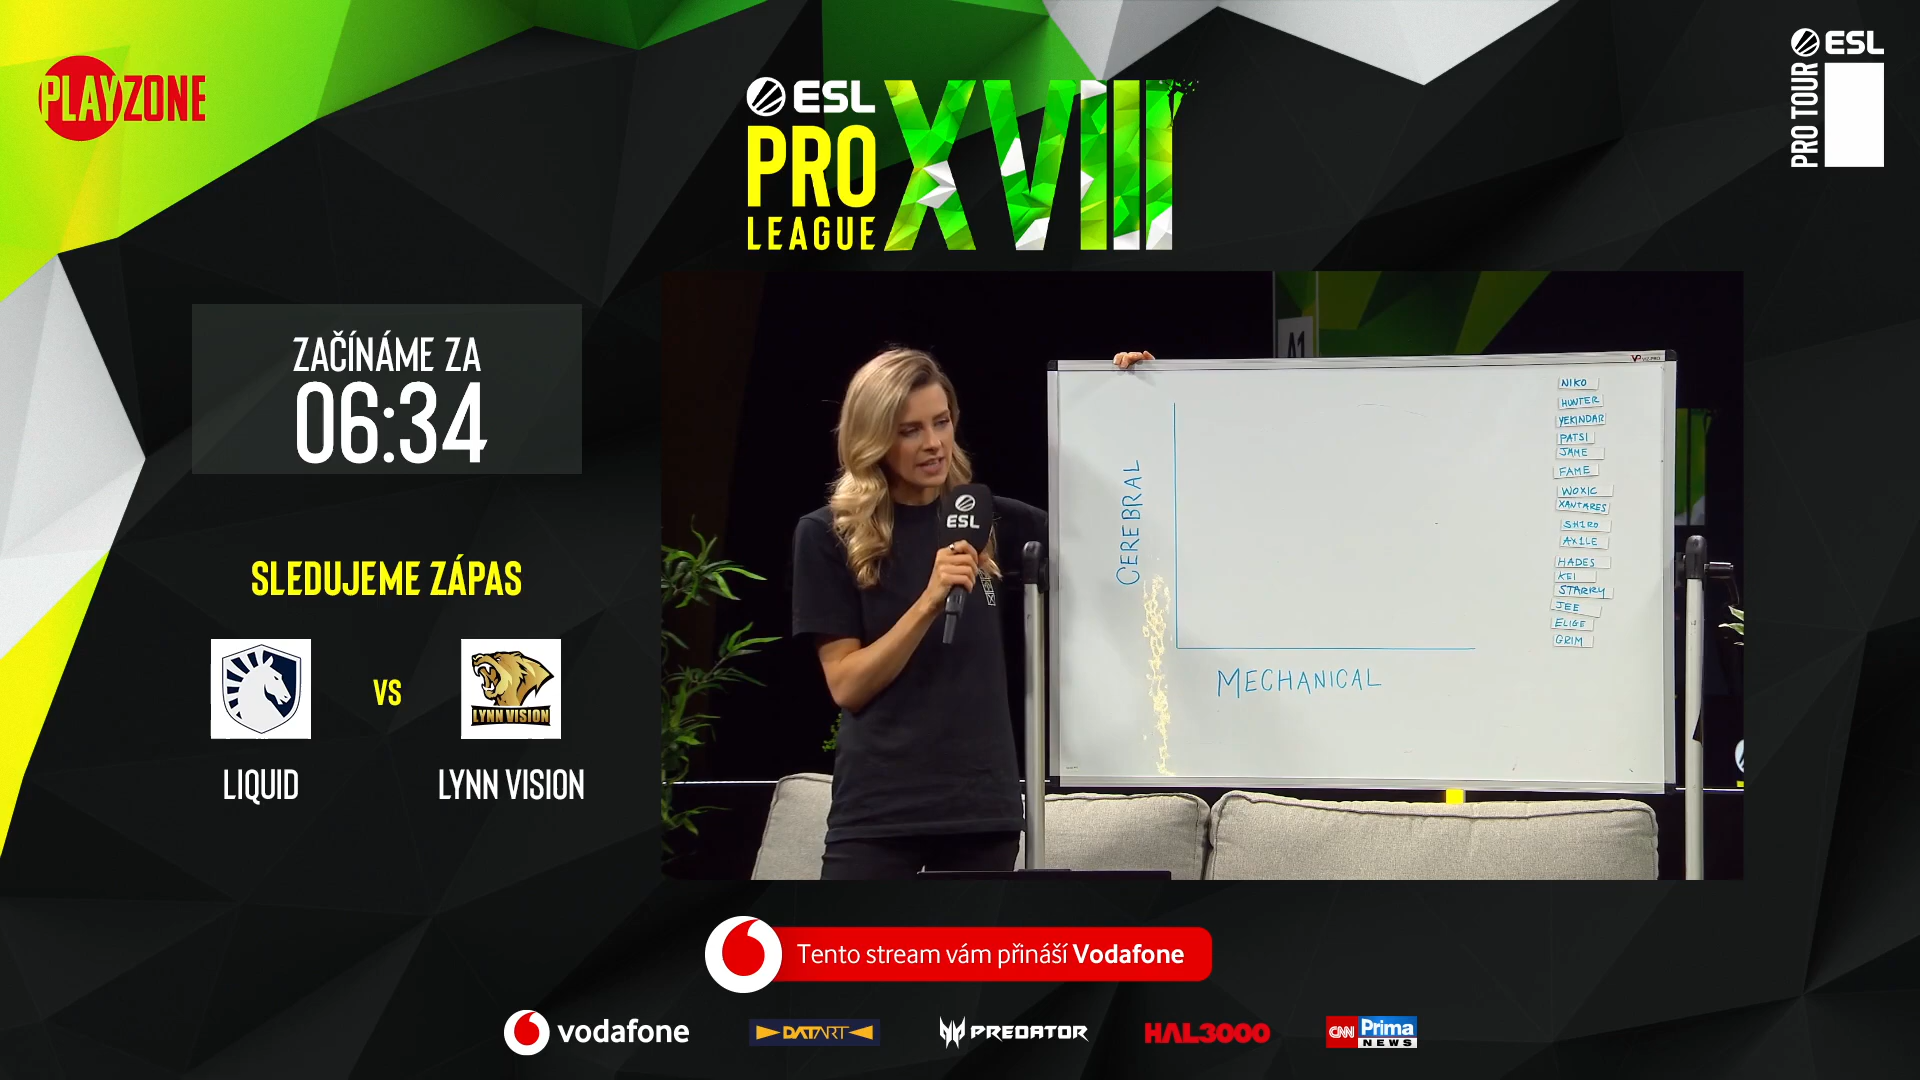 PLAYZONE
ESL
PRO
LEAGUE
XVIII
ESL
PRO TOUR
ZAČÍNÁME ZA
06:34
SLEDUJEME ZÁPAS
VS
LYNN VISION
LIQUID
LYNN VISION
A1
ESL
CEREBRAL
MECHANICAL
NIKO
HUNTER
YEKINDAR
PATSI
JAME
FAME
WOXIC
XANTARES
SH1RO
AX1LE
HADES
KEI
STARRY
JEE
ELIGE
GRIM
Tento stream vám přináší Vodafone
vodafone
DATART
PREDATOR
HAL3000
CNN Prima
NEWS